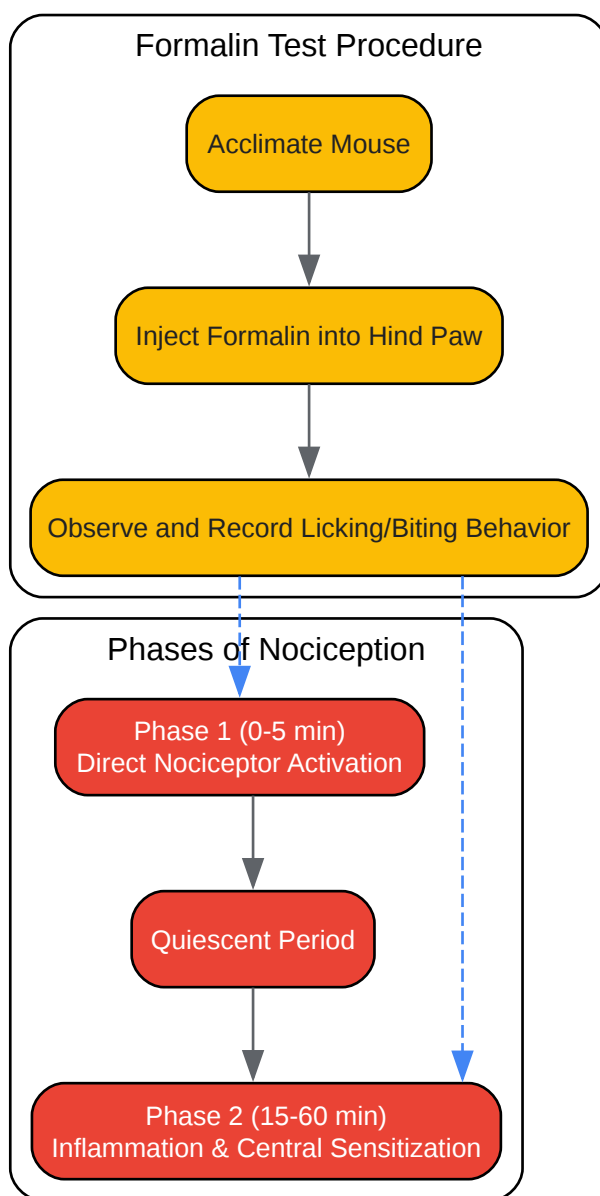 Formalin Test Procedure
Acclimate Mouse
Inject Formalin into Hind Paw
Observe and Record Licking/Biting Behavior
Phases of Nociception
Phase 1 (0-5 min)
Direct Nociceptor Activation
Quiescent Period
Phase 2 (15-60 min)
Inflammation & Central Sensitization